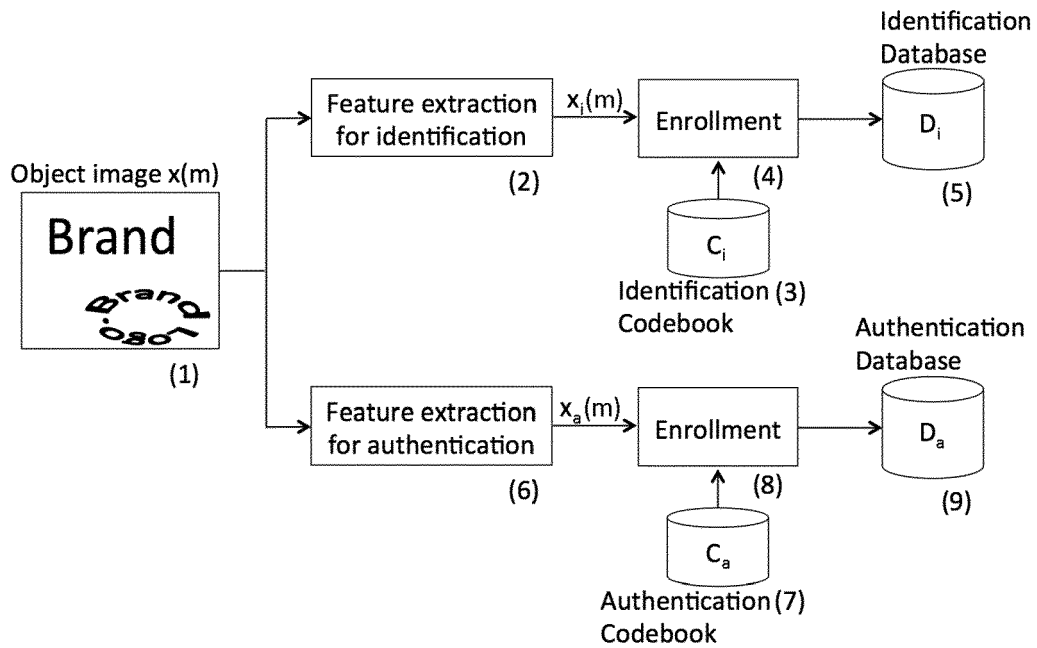 Identification
Database
Feature extraction
for identification
x_i(m)
Enrollment
D_i
(2)
(4)
(5)
Object image x(m)
Brand
Brand
Logo.
(1)
C_i
Identification (3)
Codebook
Authentication
Database
Feature extraction
for authentication
x_a(m)
Enrollment
D_a
(6)
(8)
(9)
C_a
Authentication (7)
Codebook